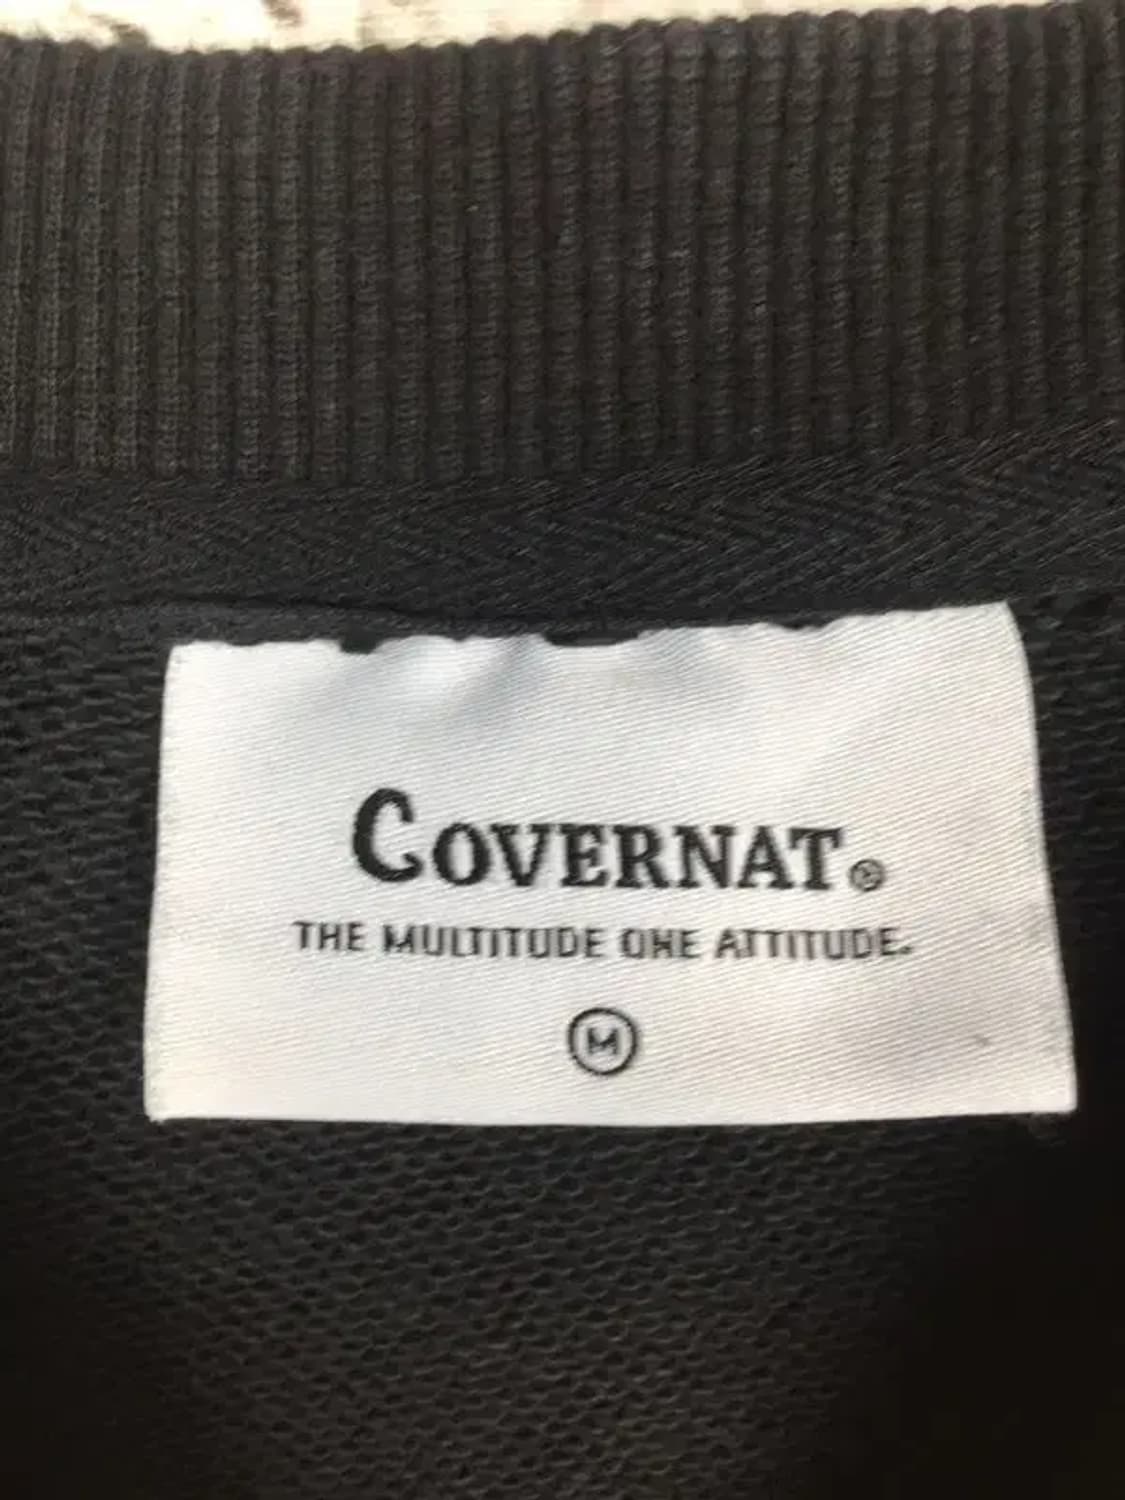 COVERNAT®
THE MULTITUDE ONE ATTITUDE.
M